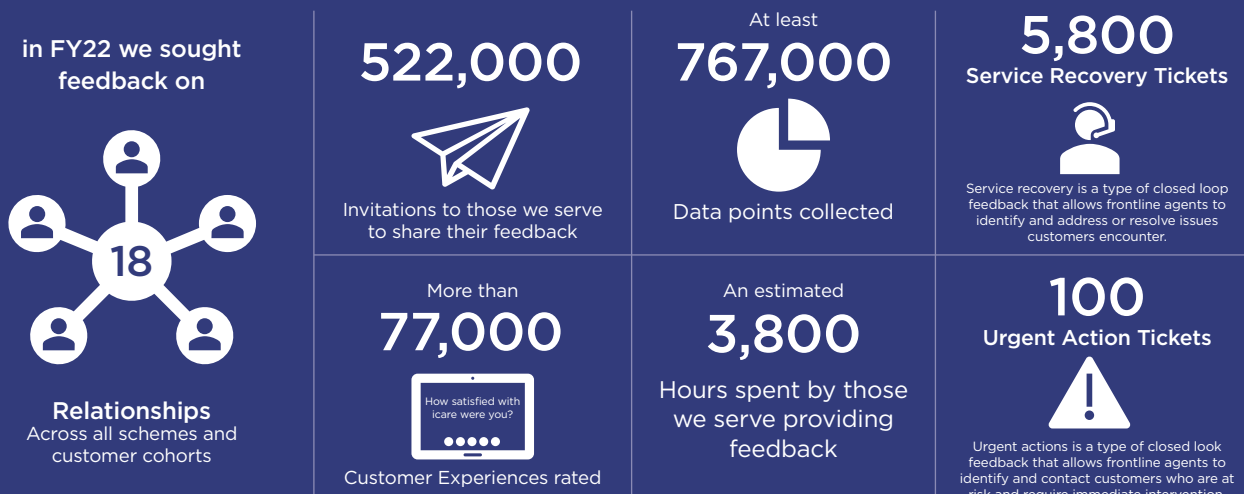 in FY22 we sought
feedback on
18
Relationships
Across all schemes and
customer cohorts
522,000
Invitations to those we serve
to share their feedback
At least
767,000
Data points collected
5,800
Service Recovery Tickets
Service recovery is a type of closed loop
feedback that allows frontline agents to
identify and address or resolve issues
customers encounter.
More than
77,000
How satisfied with
icare were you?
Customer Experiences rated
An estimated
3,800
Hours spent by those
we serve providing
feedback
100
Urgent Action Tickets
Urgent actions is a type of closed look
feedback that allows frontline agents to
identify and contact customers who are at
risk and require immediate intervention